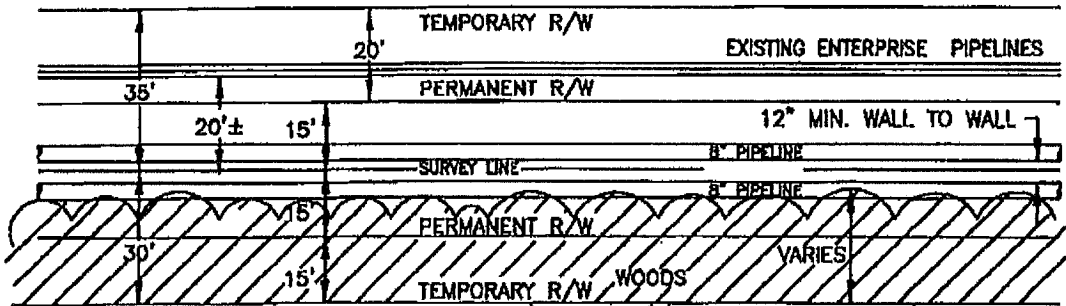 TEMPORARY R/W
20'
EXISTING ENTERPRISE PIPELINES
35'
PERMANENT R/W
20'±
15'
12" MIN. WALL TO WALL
8" PIPELINE
SURVEY LINE
8" PIPELINE
15'
PERMANENT R/W
30'
VARIES
15'
WOODS
TEMPORARY R/W